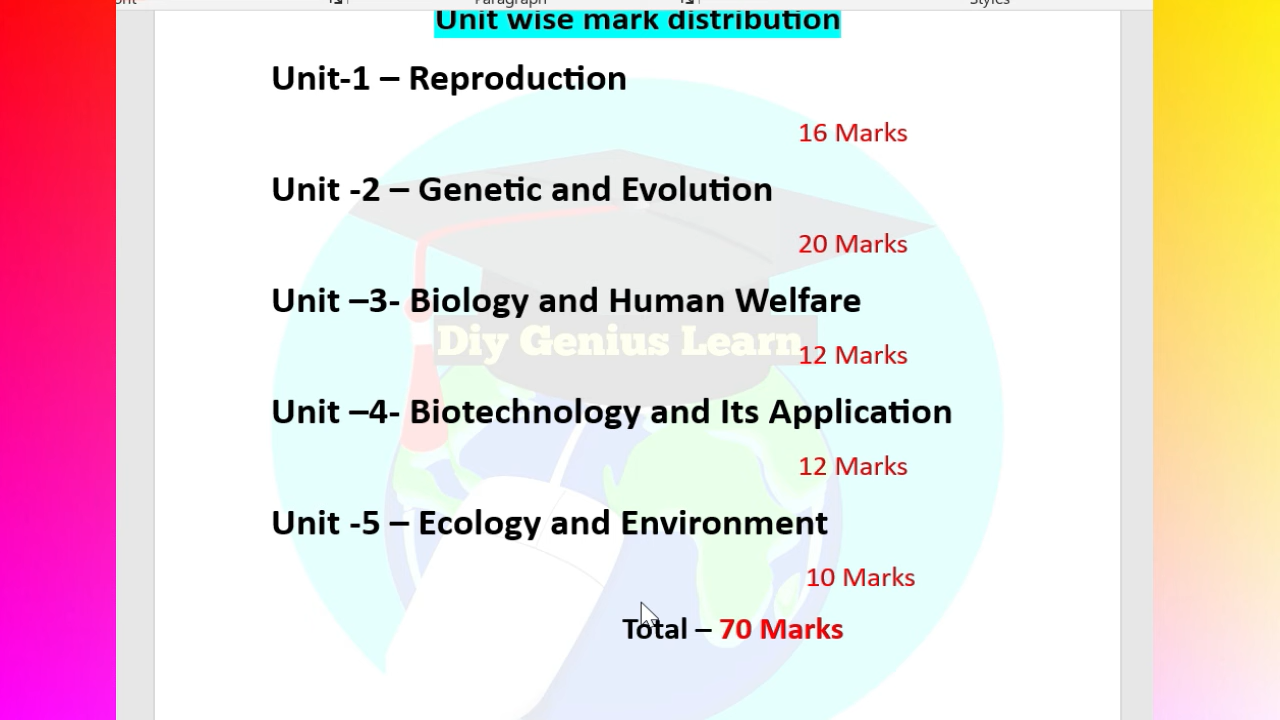 Paragraph
Styles
Unit wise mark distribution
Unit-1 – Reproduction
16 Marks
Unit -2 – Genetic and Evolution
20 Marks
Unit –3- Biology and Human Welfare
Diy Genius Learn
12 Marks
Unit –4- Biotechnology and Its Application
12 Marks
Unit -5 – Ecology and Environment
10 Marks
Total – 70 Marks